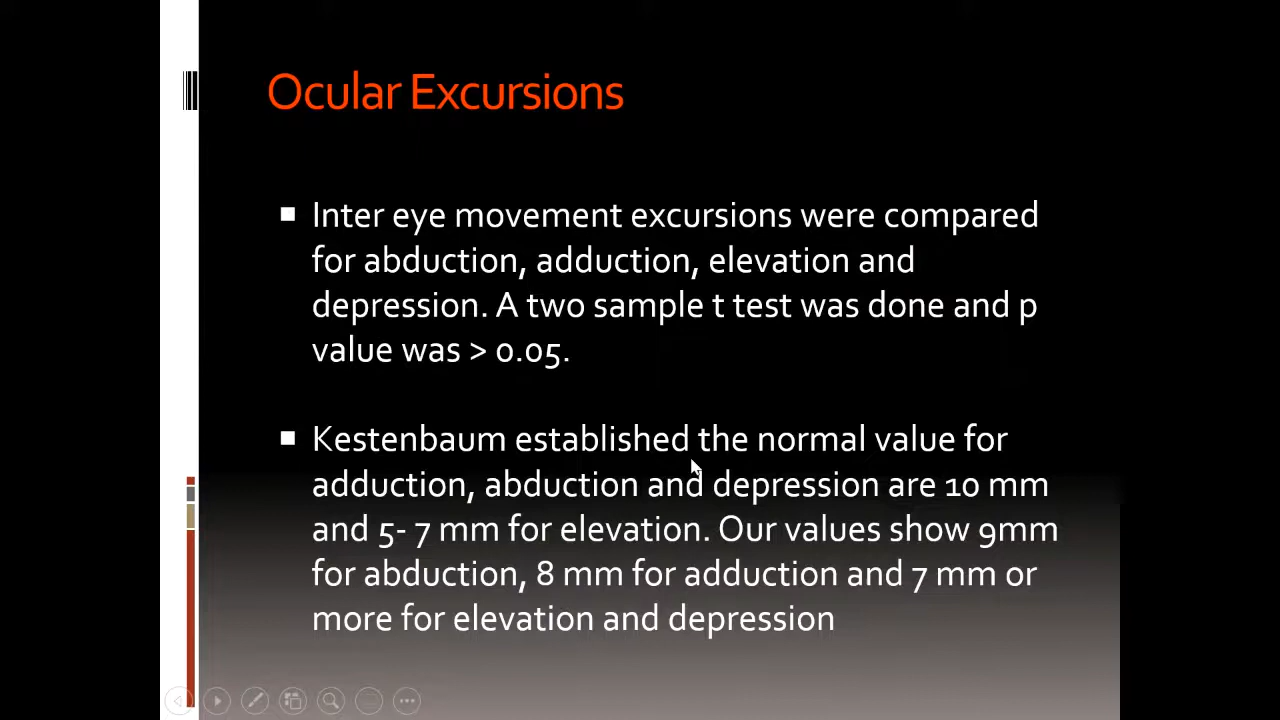 Ocular Excursions
Inter eye movement excursions were compared
for abduction, adduction, elevation and
depression. A two sample t test was done and p
value was > 0.05.
Kestenbaum established the normal value for
adduction, abduction and depression are 10 mm
and 5- 7 mm for elevation. Our values show 9mm
for abduction, 8 mm for adduction and 7 mm or
more for elevation and depression